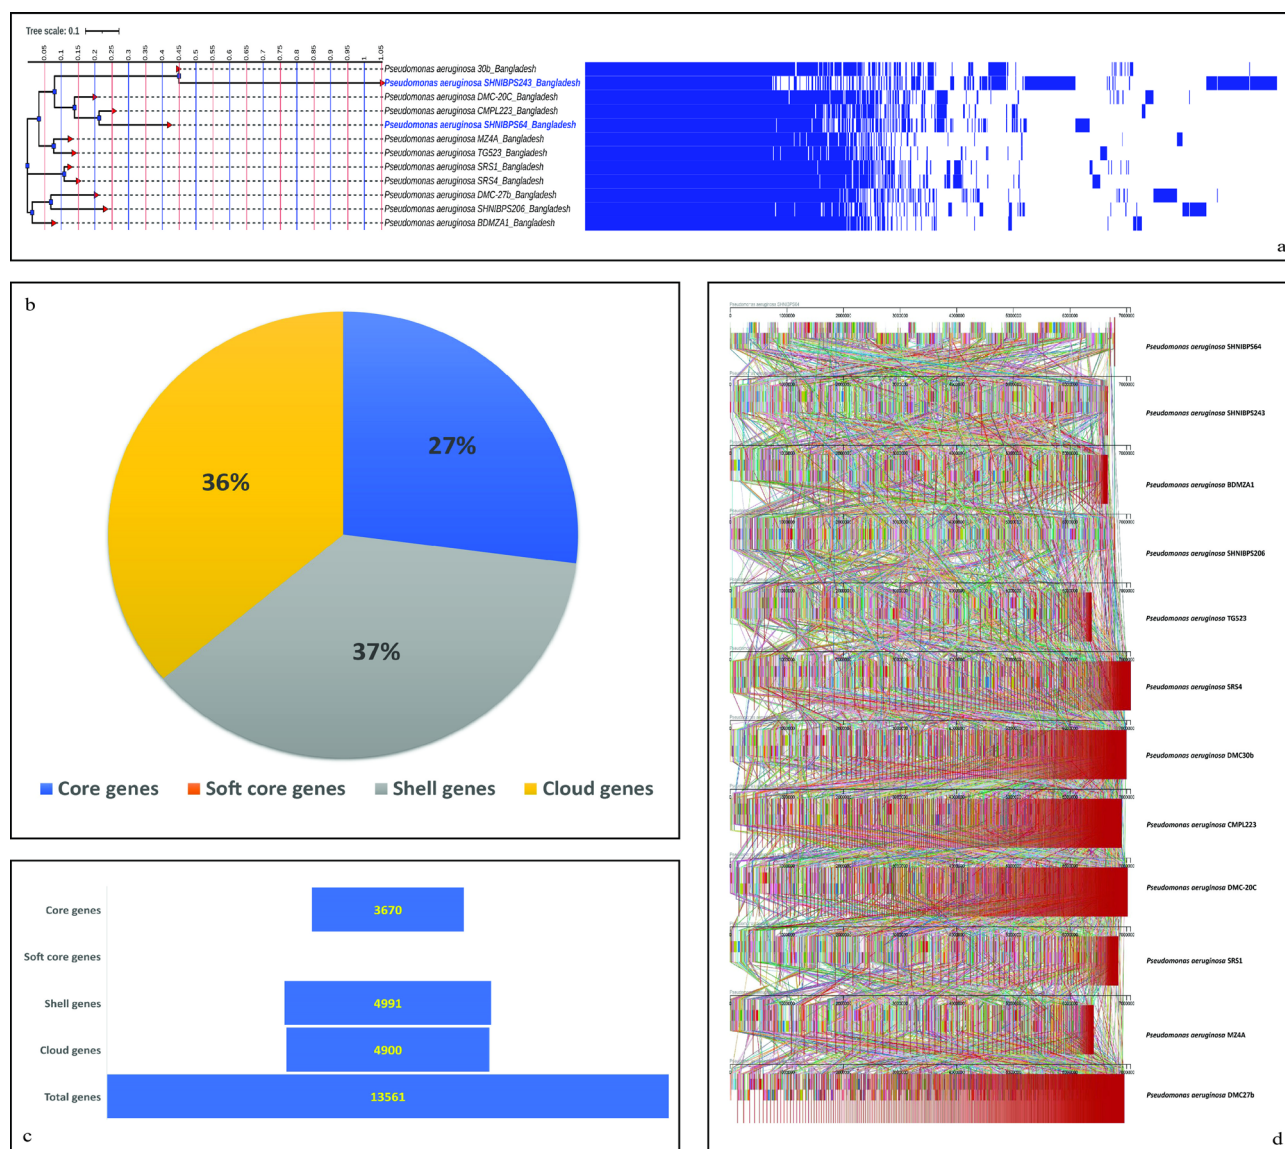 Tree scale: 0.1
0.05 0.1 0.15 0.2 0.25 0.3 0.35 0.4 0.45 0.5 0.55 0.6 0.65 0.7 0.75 0.8 0.85 0.9 0.95 1 1.05
Pseudomonas aeruginosa 30b_Bangladesh
Pseudomonas aeruginosa SHNIBPS243_Bangladesh
Pseudomonas aeruginosa DMC-20C_Bangladesh
Pseudomonas aeruginosa CMPL223_Bangladesh
Pseudomonas aeruginosa SHNIBPS64_Bangladesh
Pseudomonas aeruginosa MZ4A_Bangladesh
Pseudomonas aeruginosa TG523_Bangladesh
Pseudomonas aeruginosa SRS1_Bangladesh
Pseudomonas aeruginosa SRS4_Bangladesh
Pseudomonas aeruginosa DMC-27b_Bangladesh
Pseudomonas aeruginosa SHNIBPS206_Bangladesh
Pseudomonas aeruginosa BDMZA1_Bangladesh
a
b
27%
36%
37%
Core genes Soft core genes Shell genes Cloud genes
Core genes 3670
Soft core genes
Shell genes 4991
Cloud genes 4900
Total genes 13561
c
Pseudomonas aeruginosa SHNIBPS64
Pseudomonas aeruginosa SHNIBPS64
Pseudomonas aeruginosa SHNIBPS243
Pseudomonas aeruginosa BDMZA1
Pseudomonas aeruginosa SHNIBPS206
Pseudomonas aeruginosa TG523
Pseudomonas aeruginosa SRS4
Pseudomonas aeruginosa DMC30b
Pseudomonas aeruginosa CMPL223
Pseudomonas aeruginosa DMC-20C
Pseudomonas aeruginosa SRS1
Pseudomonas aeruginosa MZ4A
Pseudomonas aeruginosa DMC27b
d